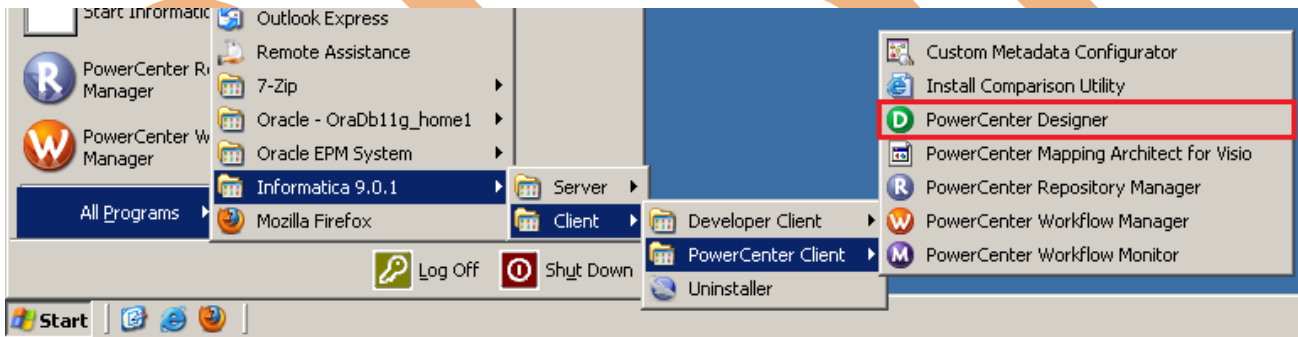 Start Informatic
PowerCenter R
Manager
PowerCenter W
Manager
All Programs
Outlook Express
Remote Assistance
7-Zip
Oracle - OraDb11g_home1
Oracle EPM System
Informatica 9.0.1
Mozilla Firefox
Log Off
Shut Down
Server
Client
Developer Client
PowerCenter Client
Uninstaller
Custom Metadata Configurator
Install Comparison Utility
PowerCenter Designer
PowerCenter Mapping Architect for Visio
PowerCenter Repository Manager
PowerCenter Workflow Manager
PowerCenter Workflow Monitor
Start